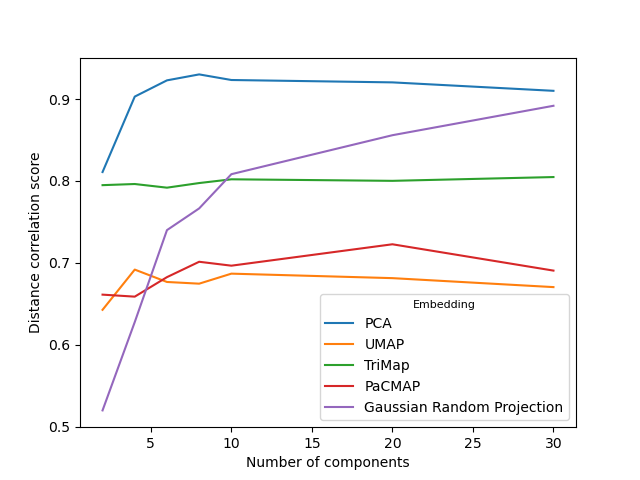 0.9
0.8
0.7
0.6
0.5
Distance correlation score
5
10
15
20
25
30
Number of components
Embedding
PCA
UMAP
TriMap
PaCMAP
Gaussian Random Projection